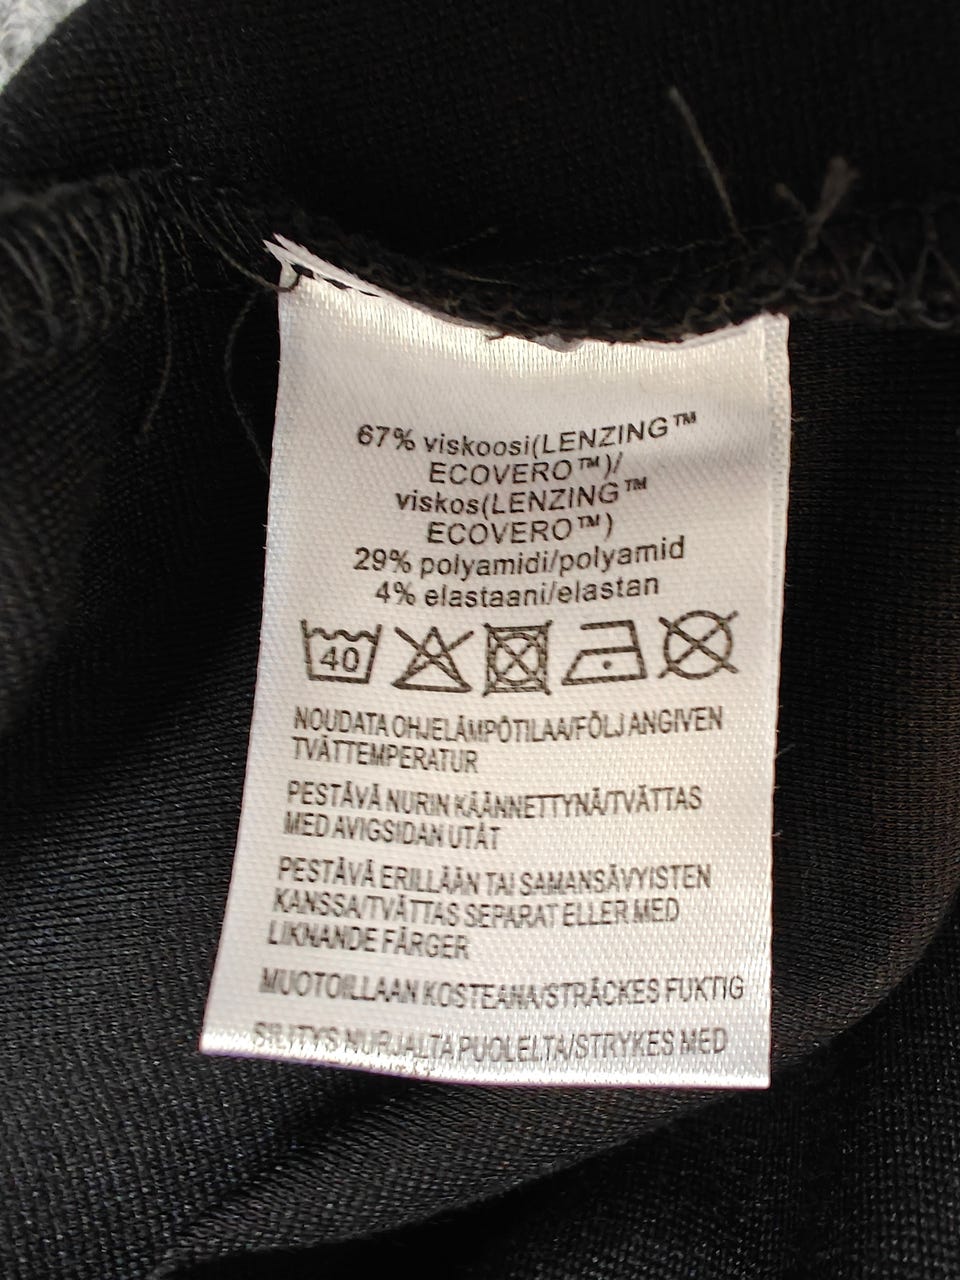 67% viskoosi(LENZING™
ECOVERO™)/
viskos(LENZING™
ECOVERO™)
29% polyamidi/polyamid
4% elastaani/elastan
40
NOUDATA OHJELÄMPÖTILAA/FÖLJ ANGIVEN
TVÄTTEMPERATUR
PESTÄVÄ NURIN KÄÄNNETTYNÄ/TVÄTTAS
MED AVIGSIDAN UTÅT
PESTÄVÄ ERILLÄÄN TAI SAMANSÄVYISTEN
KANSSA/TVÄTTAS SEPARAT ELLER MED
LIKNANDE FÄRGER
MUOTOILLAAN KOSTEANA/STRÄCKES FUKTIG
SILITYS NURJALTA PUOLELTA/STRYKES MED